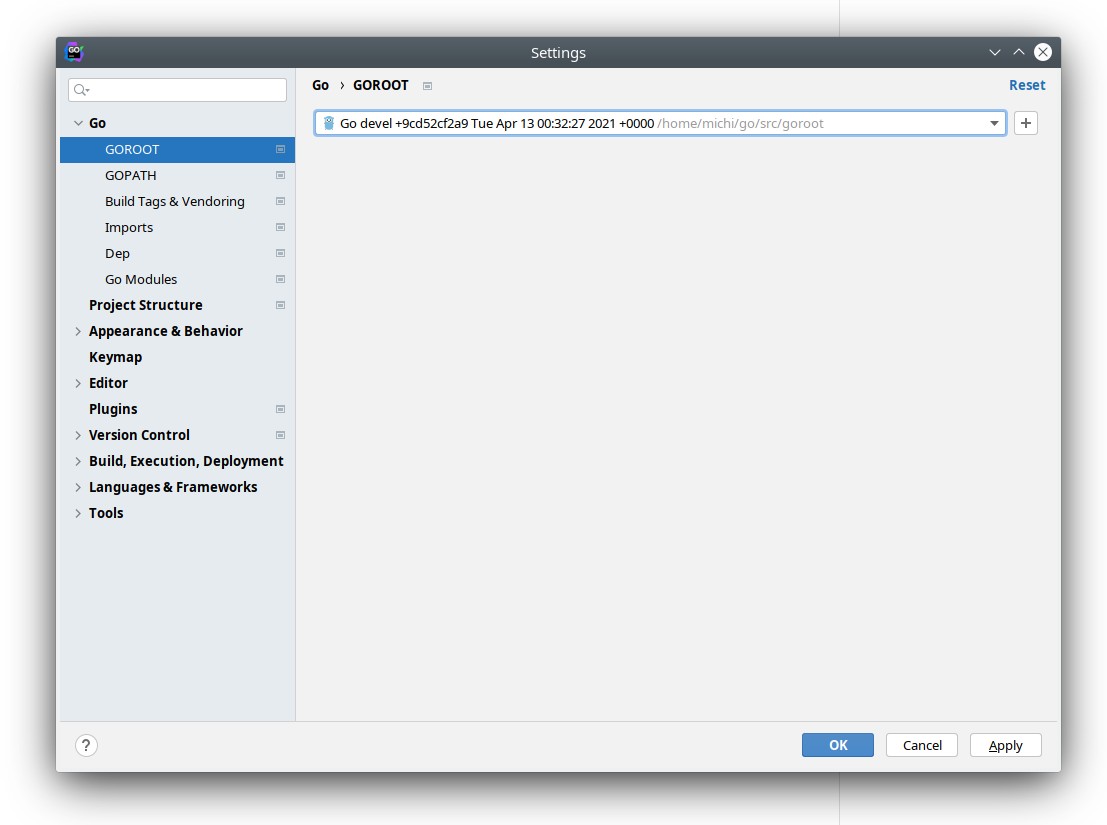 Settings
Go › GOROOT
Reset
Go
Go devel +9cd52cf2a9 Tue Apr 13 00:32:27 2021 +0000 /home/michi/go/src/goroot
GOROOT
GOPATH
Build Tags & Vendoring
Imports
Dep
Go Modules
Project Structure
Appearance & Behavior
Keymap
Editor
Plugins
Version Control
Build, Execution, Deployment
Languages & Frameworks
Tools
?
OK
Cancel
Apply